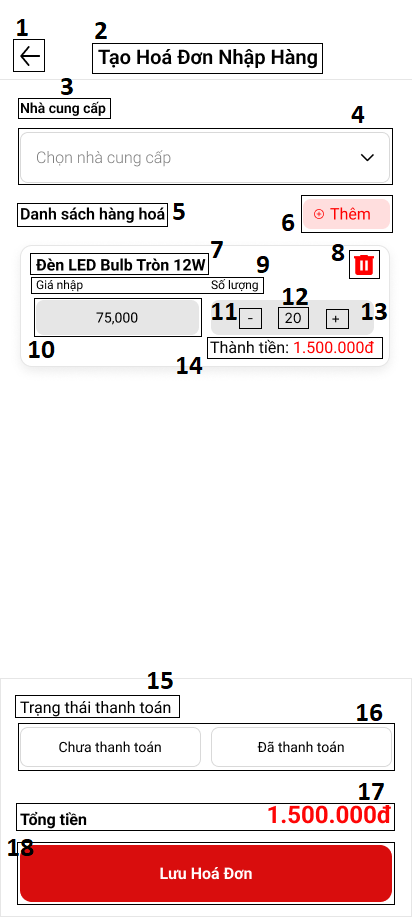 1
2
Tạo Hoá Đơn Nhập Hàng
3
Nhà cung cấp
4
Chọn nhà cung cấp
Danh sách hàng hoá 5
6
Thêm
7
8
Đèn LED Bulb Tròn 12W
9
Giá nhập Số lượng
10
75,000
11 - 12 20 + 13
14
Thành tiền: 1.500.000đ
15
Trạng thái thanh toán
16
Chưa thanh toán Đã thanh toán
17
Tổng tiền 1.500.000đ
18
Lưu Hoá Đơn